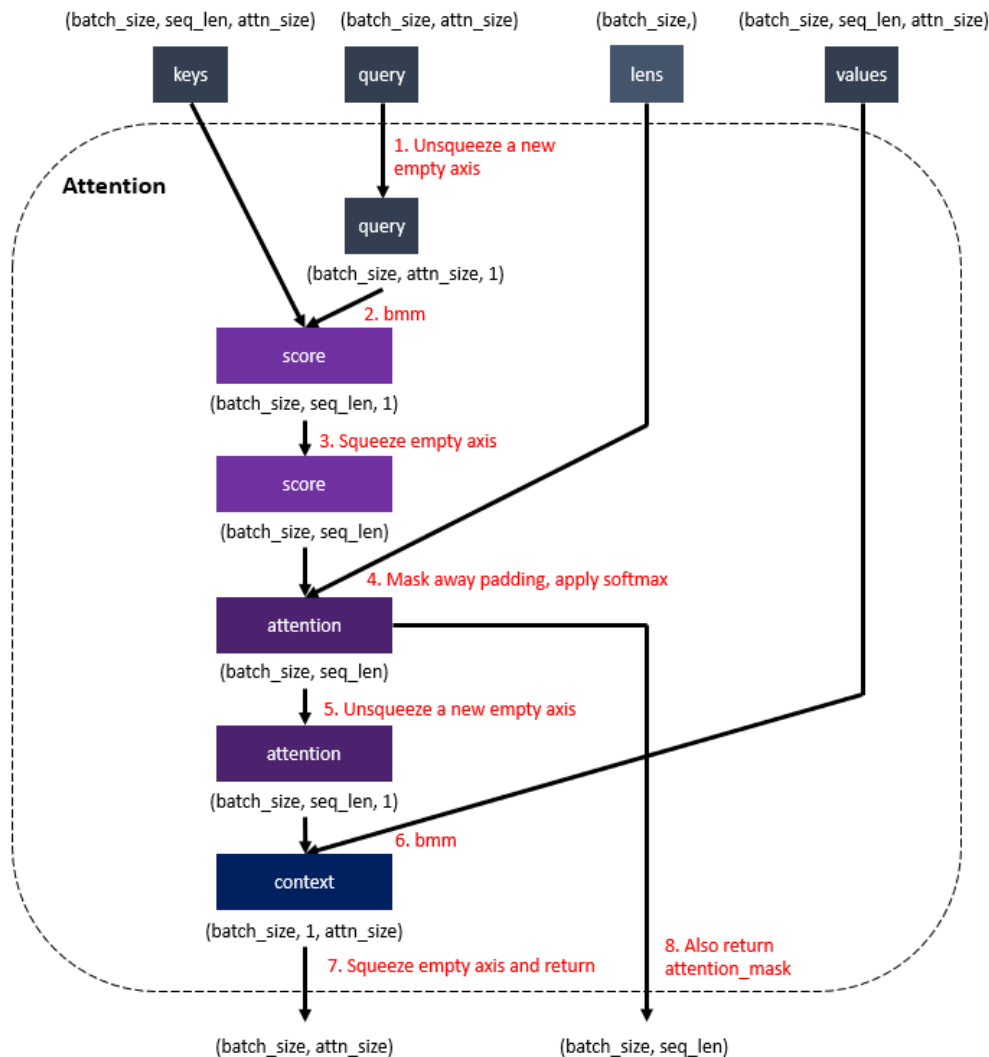 (batch_size, seq_len, attn_size)
(batch_size, attn_size)
(batch_size,)
(batch_size, seq_len, attn_size)
keys
query
lens
values
1. Unsqueeze a new
empty axis
Attention
query
(batch_size, attn_size, 1)
2. bmm
score
(batch_size, seq_len, 1)
3. Squeeze empty axis
score
(batch_size, seq_len)
4. Mask away padding, apply softmax
attention
(batch_size, seq_len)
5. Unsqueeze a new empty axis
attention
(batch_size, seq_len, 1)
6. bmm
context
(batch_size, 1, attn_size)
7. Squeeze empty axis and return
8. Also return
attention_mask
(batch_size, attn_size)
(batch_size, seq_len)